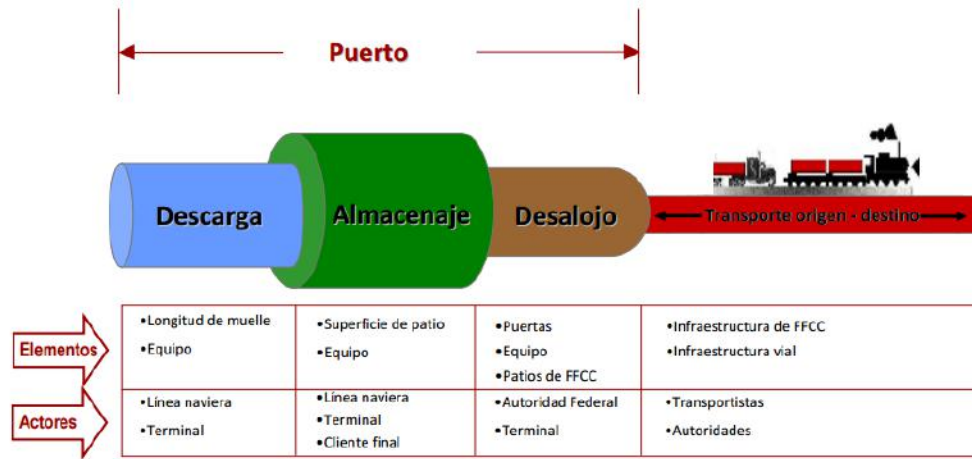 Puerto
Descarga
Almacenaje
Desalojo
Transporte origen - destino
Elementos
•Longitud de muelle
•Equipo
•Superficie de patio
•Equipo
•Puertas
•Equipo
•Patios de FFCC
•Infraestructura de FFCC
•Infraestructura vial
Actores
•Línea naviera
•Terminal
•Línea naviera
•Terminal
•Cliente final
•Autoridad Federal
•Terminal
•Transportistas
•Autoridades